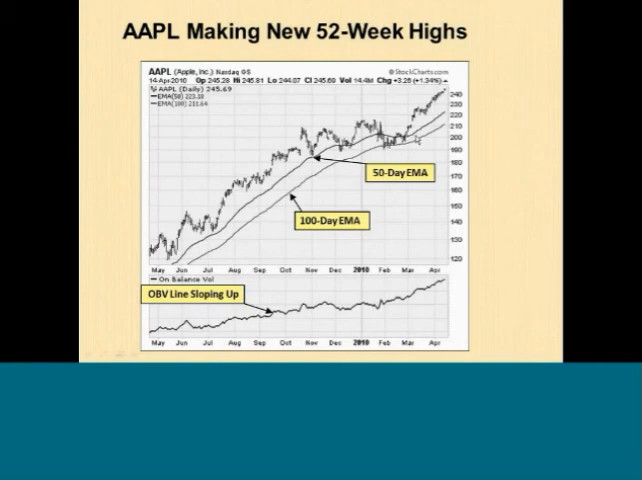 AAPL Making New 52-Week Highs
AAPL (Apple, Inc.) Nasdaq GS
© StockCharts.com
14-Apr-2010 Op 245.28 Hi 245.81 Lo 244.07 Cl 245.69 Vol 14.4M Chg +3.26 (+1.34%)
AAPL (Daily) 245.69
EMA(50) 223.10
EMA(100) 211.64
240
230
220
210
200
190
180
170
160
150
140
130
120
50-Day EMA
100-Day EMA
May Jun Jul Aug Sep Oct Nov Dec 2010 Feb Mar Apr
On Balance Vol
OBV Line Sloping Up
May Jun Jul Aug Sep Oct Nov Dec 2010 Feb Mar Apr